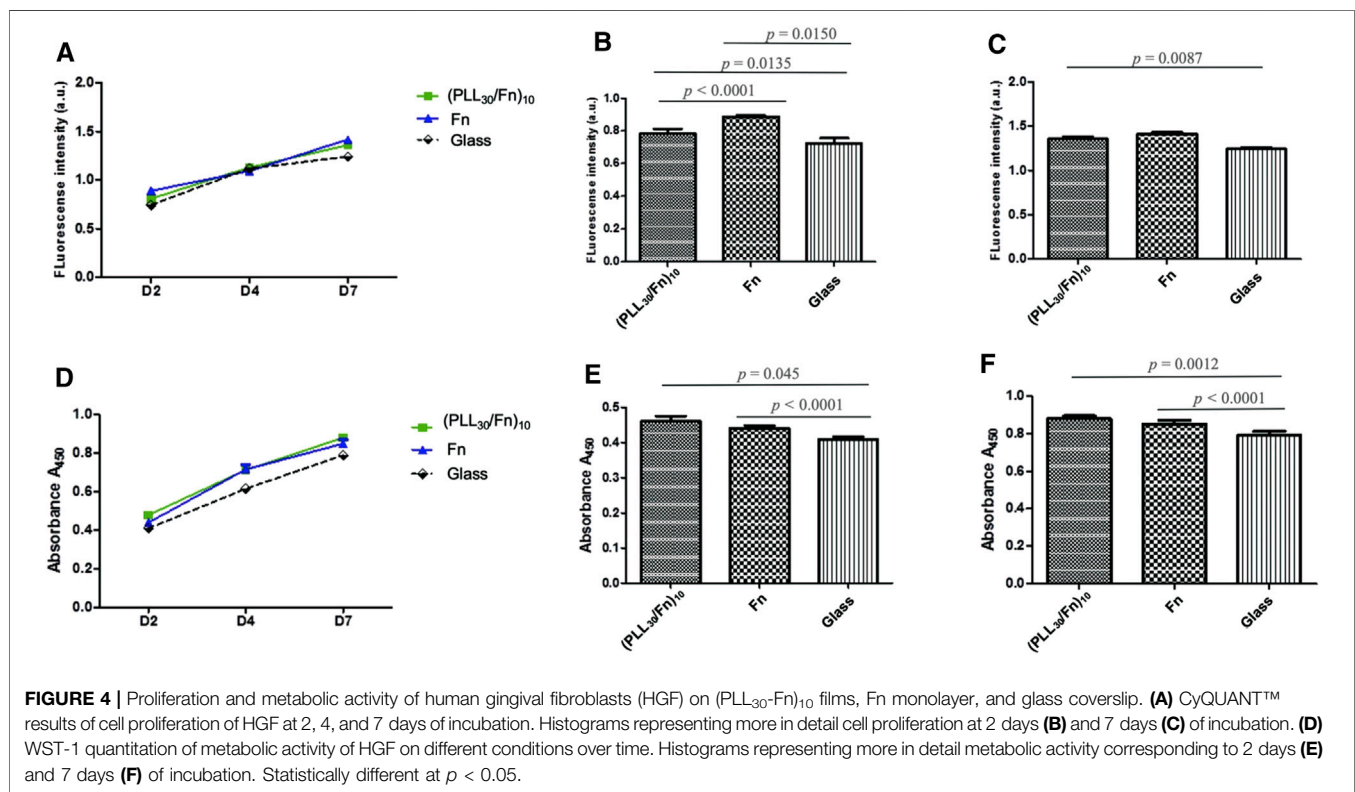 A
FLuorescense intensity (a.u.)
2.0
1.5
1.0
0.5
0.0
D2 D4 D7
(PLL30/Fn)10
Fn
Glass
B
p = 0.0150
p = 0.0135
p < 0.0001
FLuorescense intensity (a.u.)
1.0
0.8
0.6
0.4
0.2
0.0
(PLL30/Fn)10
Fn
Glass
C
p = 0.0087
FLuorescense intensity (a.u.)
2.0
1.5
1.0
0.5
0.0
(PLL30/Fn)10
Fn
Glass
D
Absorbance A450
1.0
0.8
0.6
0.4
0.2
0.0
D2 D4 D7
(PLL30/Fn)10
Fn
Glass
E
p = 0.045
p < 0.0001
Absorbance A450
0.5
0.4
0.3
0.2
0.1
0.0
(PLL30/Fn)10
Fn
Glass
F
p = 0.0012
p < 0.0001
Absorbance A450
1.0
0.8
0.6
0.4
0.2
0.0
(PLL30/Fn)10
Fn
Glass
FIGURE 4 | Proliferation and metabolic activity of human gingival fibroblasts (HGF) on (PLL30-Fn)10 films, Fn monolayer, and glass coverslip. (A) CyQUANT™
results of cell proliferation of HGF at 2, 4, and 7 days of incubation. Histograms representing more in detail cell proliferation at 2 days (B) and 7 days (C) of incubation. (D)
WST-1 quantitation of metabolic activity of HGF on different conditions over time. Histograms representing more in detail metabolic activity corresponding to 2 days (E)
and 7 days (F) of incubation. Statistically different at p < 0.05.